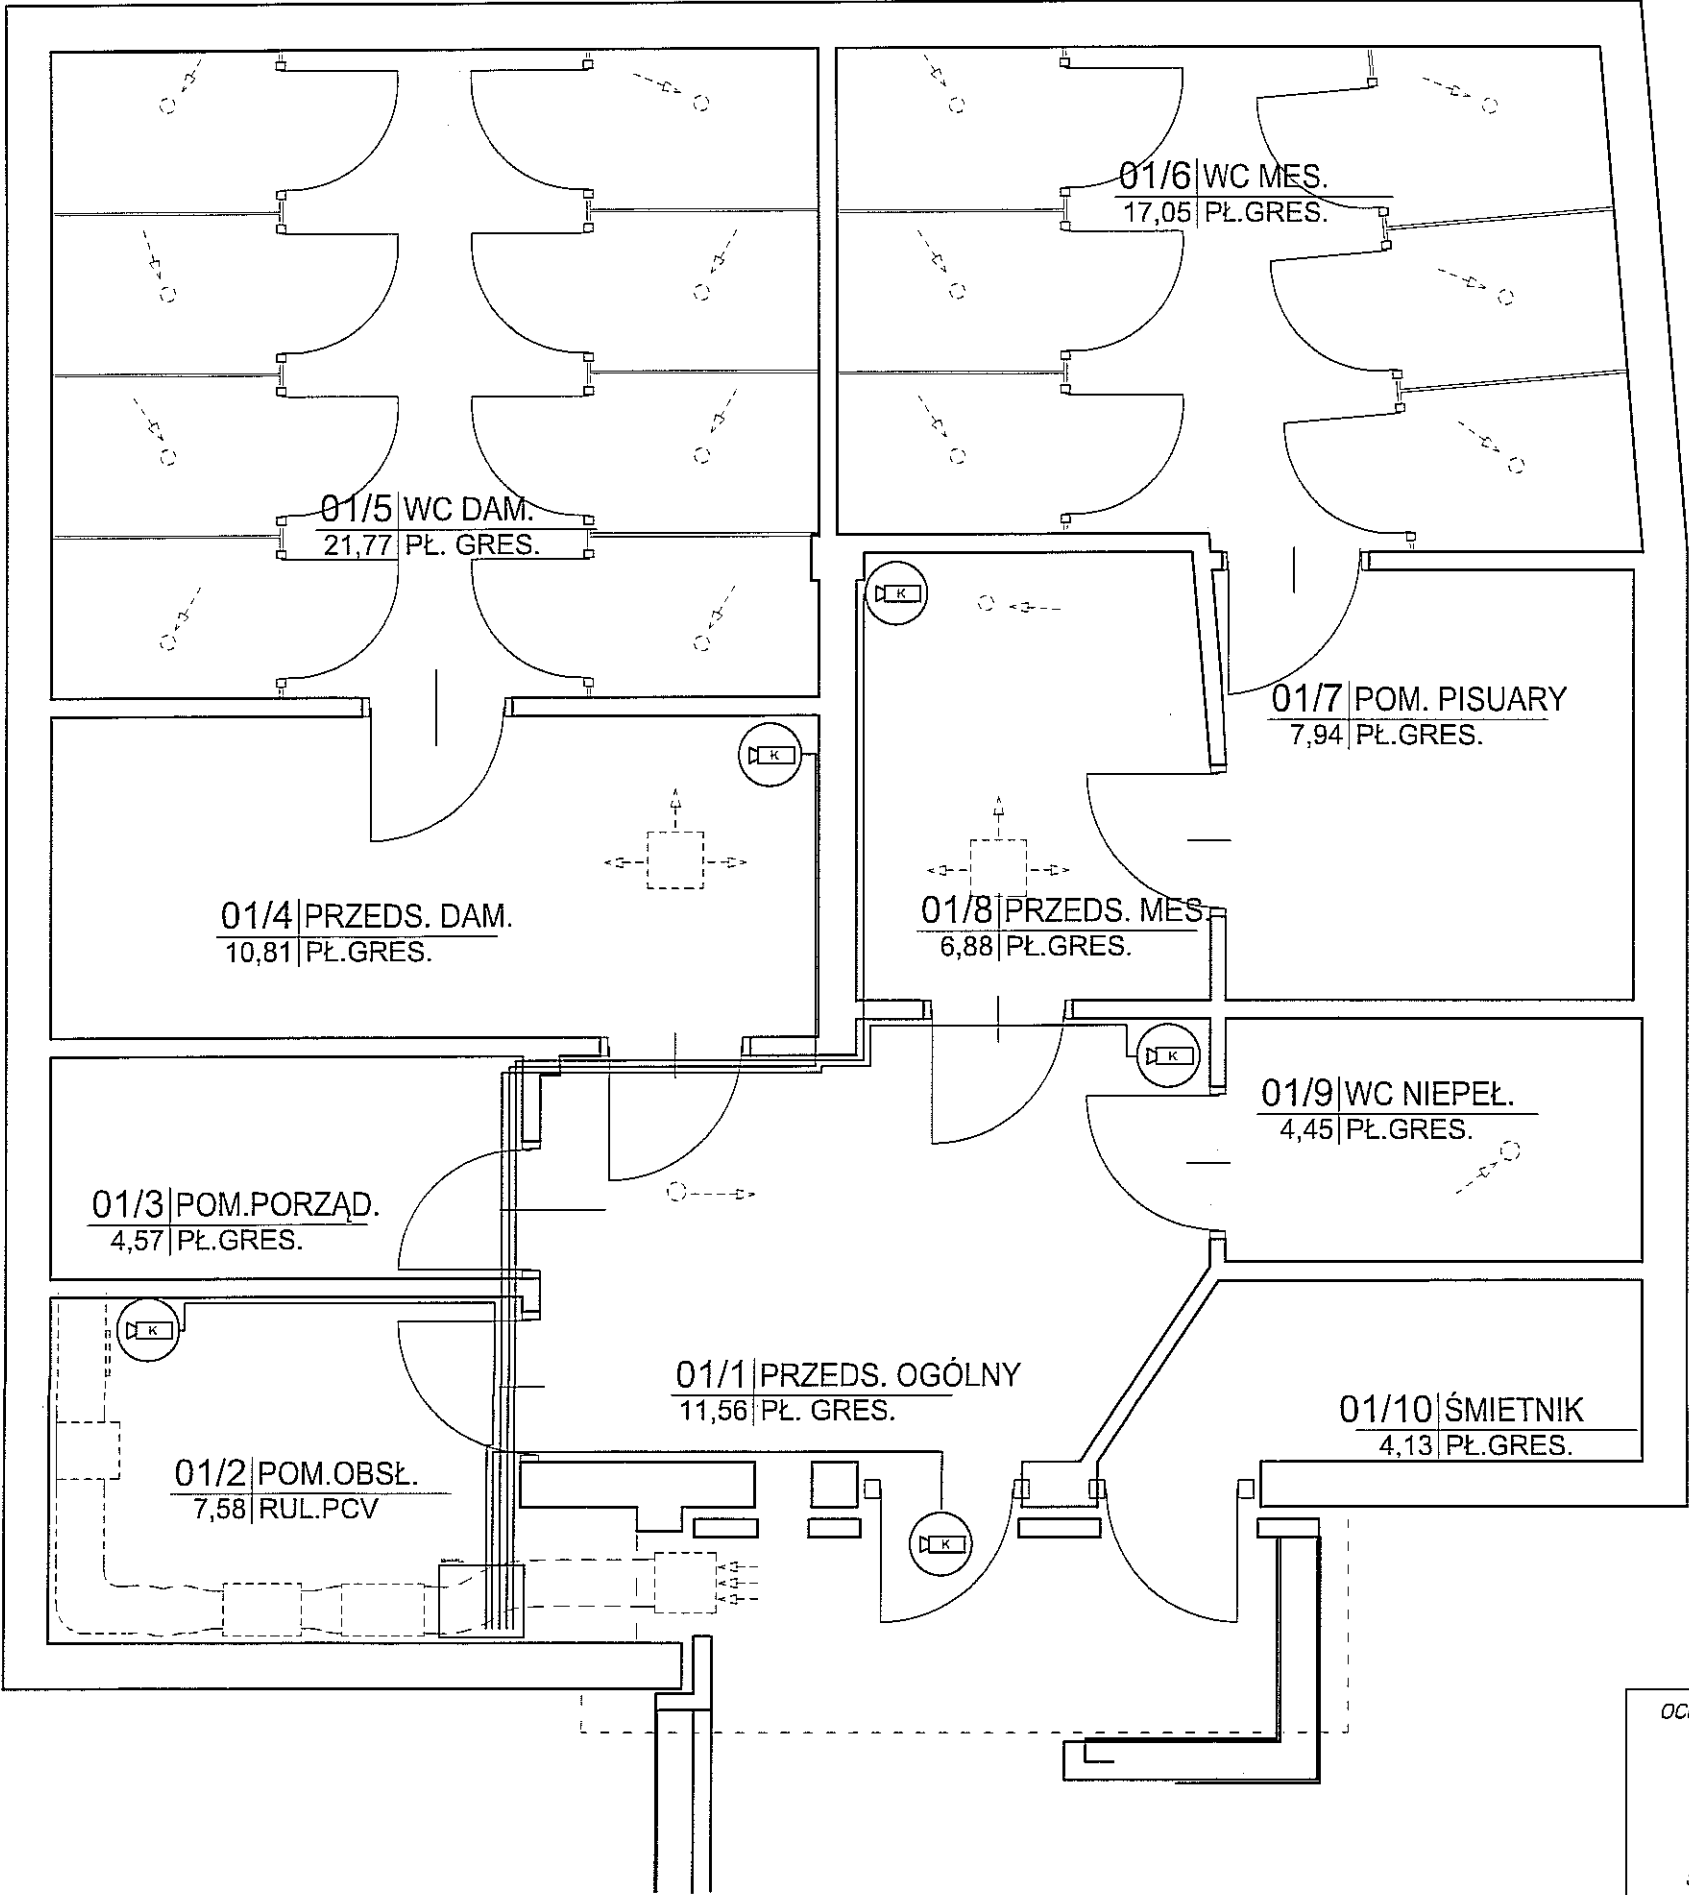 01/6 WC MES.
17,05 PŁ.GRES.
01/5 WC DAM.
21,77 PŁ. GRES.
K
01/7 POM. PISUARY
7,94 PŁ.GRES.
K
01/4 PRZEDS. DAM.
10,81 PŁ.GRES.
01/8 PRZEDS. MES.
6,88 PŁ.GRES.
K
01/9 WC NIEPEŁ.
4,45 PŁ.GRES.
01/3 POM.PORZĄD.
4,57 PŁ.GRES.
K
01/1 PRZEDS. OGÓLNY
11,56 PŁ. GRES.
01/10 ŚMIETNIK
4,13 PŁ.GRES.
01/2 POM.OBSŁ.
7,58 RUL.PCV
K